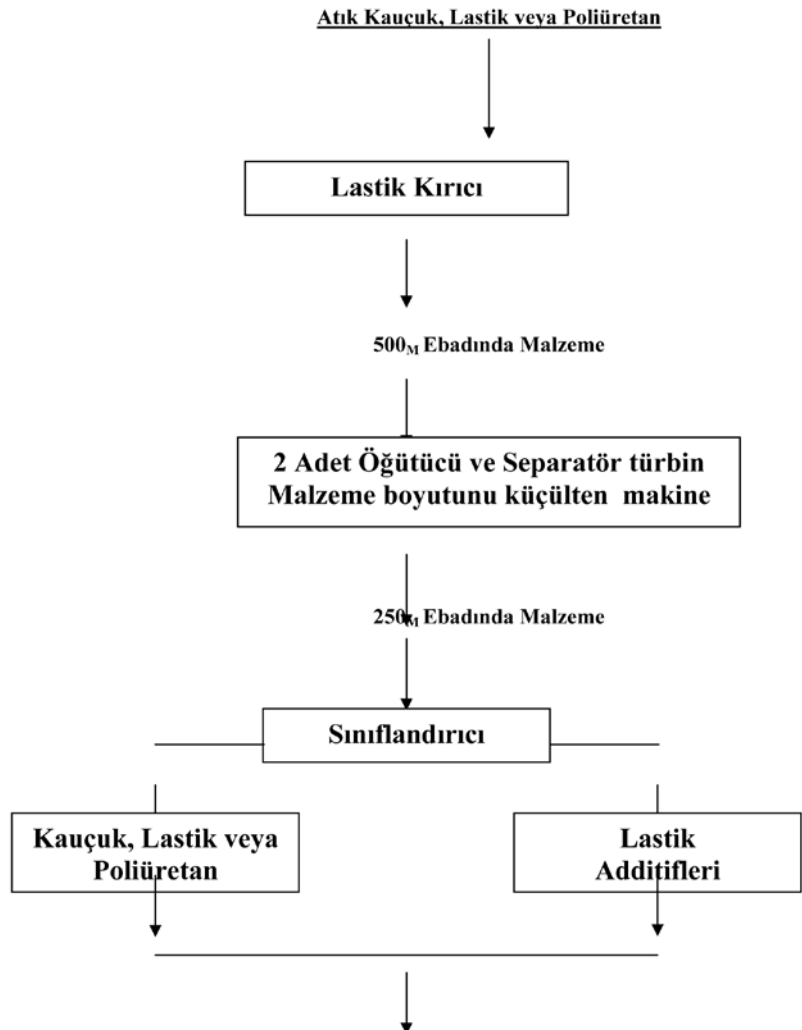 Atık Kauçuk, Lastik veya Poliüretan
Lastik Kırıcı
500M Ebadında Malzeme
2 Adet Öğütücü ve Separatör türbin
Malzeme boyutunu küçülten makine
250M Ebadında Malzeme
Sınıflandırıcı
Kauçuk, Lastik veya
Poliüretan
Lastik
Additifleri